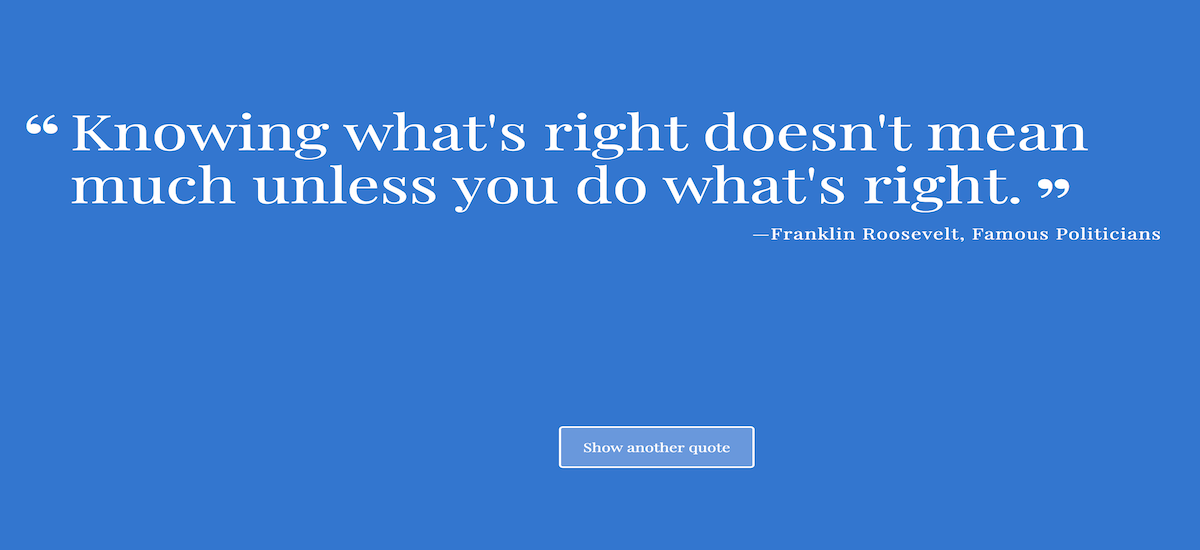 “ Knowing what's right doesn't mean
much unless you do what's right. ”
—Franklin Roosevelt, Famous Politicians
Show another quote